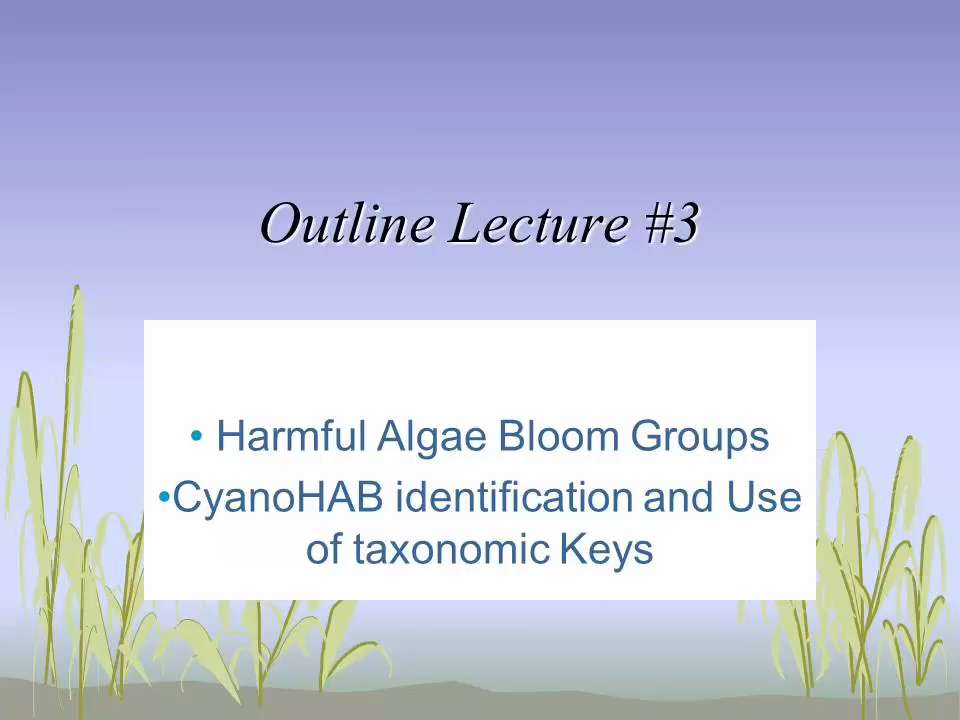 Outline Lecture #3
• Harmful Algae Bloom Groups
•CyanoHAB identification and Use
of taxonomic Keys